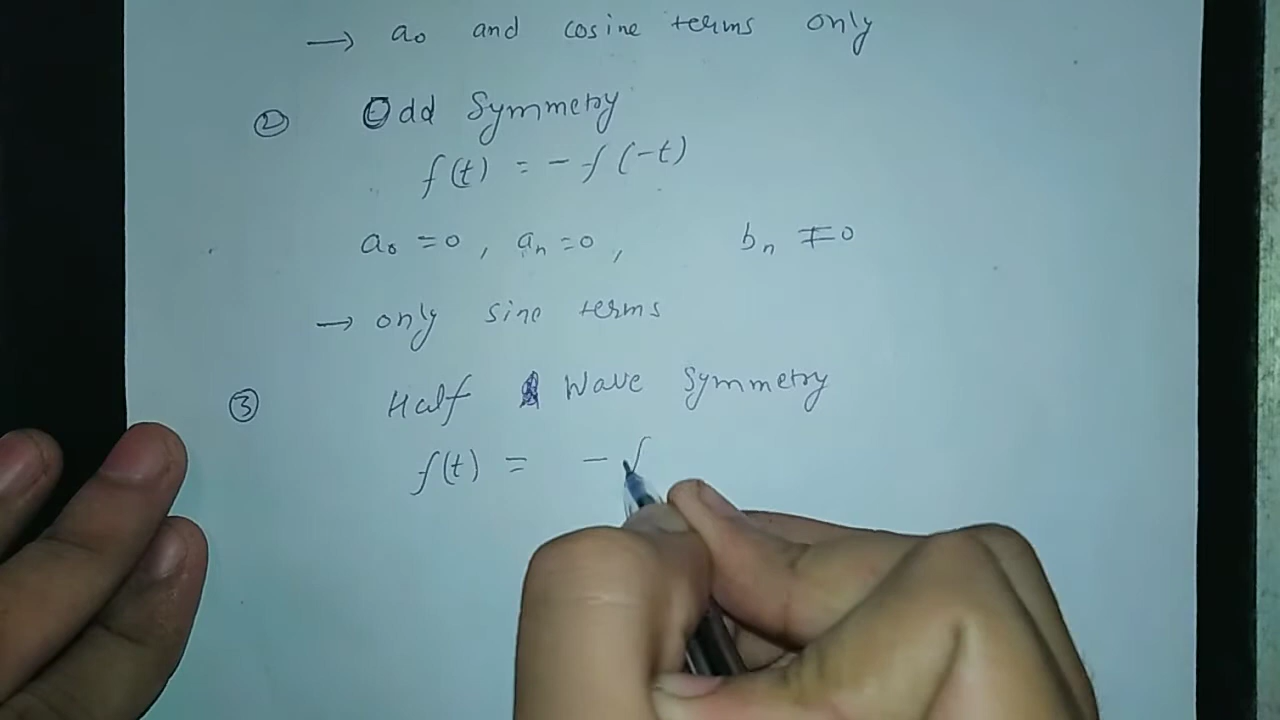 → a₀ and cosine terms only
② Odd Symmetry
f(t) = - f(-t)
a₀ = 0, aₙ = 0, bₙ ≠ 0
→ only sine terms
③ Half Wave Symmetry
f(t) = - f